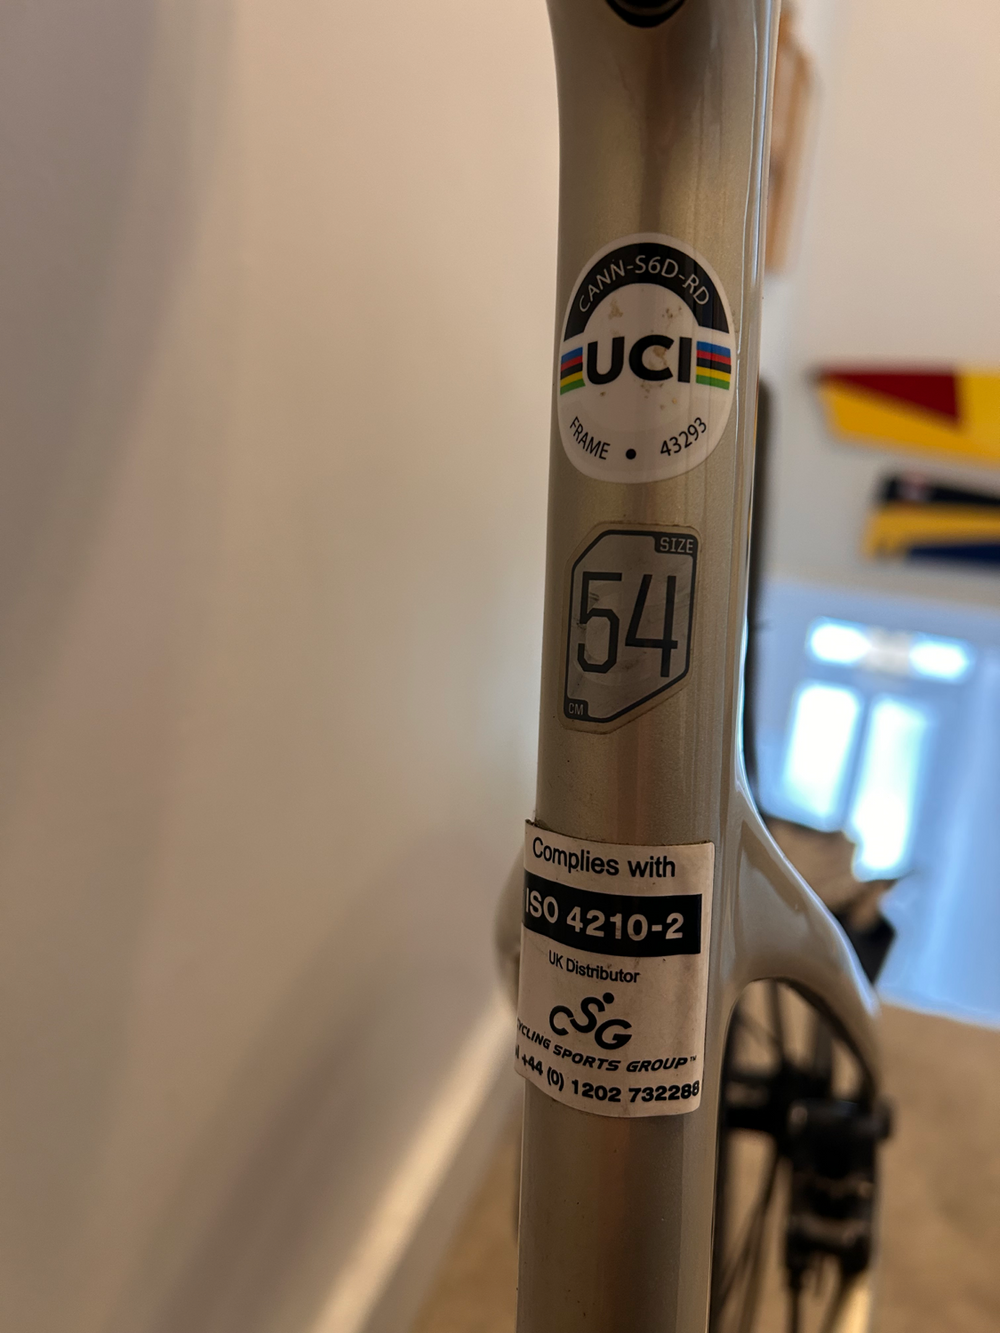 CANN-S6D-RD
UCI
FRAME • 43293
SIZE
54
CM
Complies with
ISO 4210-2
UK Distributor
CSG
CYCLING SPORTS GROUP™
+44 (0) 1202 732288